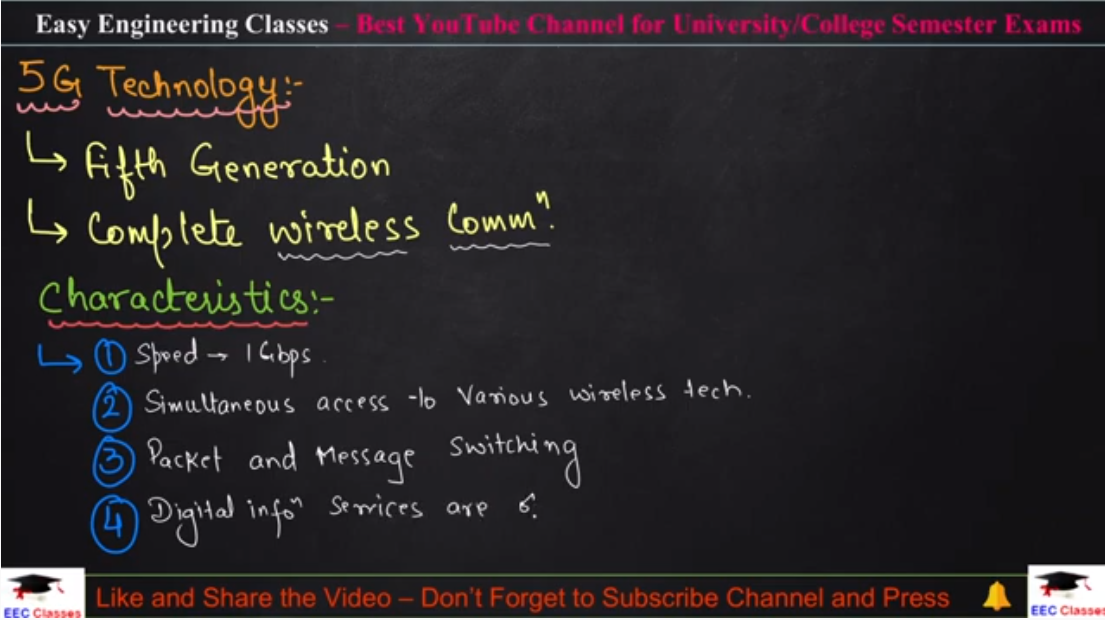 Easy Engineering Classes – Best YouTube Channel for University/College Semester Exams
5G Technology:-
↳ Fifth Generation
↳ Complete wireless Commⁿ.
Characteristics:-
↳ ① Speed → 1 Gbps.
② Simultaneous access to Various wireless tech.
③ Packet and Message Switching
④ Digital infoⁿ Services are
EEC Classes
Like and Share the Video – Don't Forget to Subscribe Channel and Press
EEC Classes